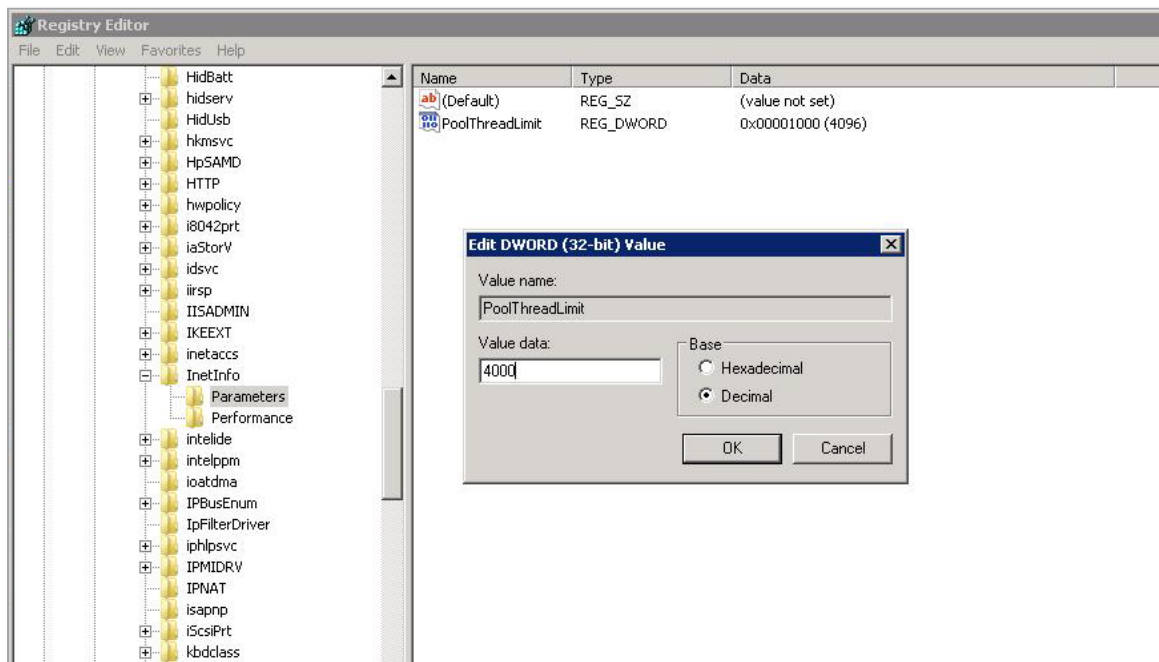 Registry Editor
File Edit View Favorites Help
HidBatt
hidserv
HidUsb
hkmsvc
HpSAMD
HTTP
hwpolicy
i8042prt
iaStorV
idsvc
iirsp
IISADMIN
IKEEXT
inetaccs
InetInfo
Parameters
Performance
intelide
intelppm
ioatdma
IPBusEnum
IpFilterDriver
iphlpsvc
IPMIDRV
IPNAT
isapnp
iScsiPrt
kbdclass
Name Type Data
(Default) REG_SZ (value not set)
PoolThreadLimit REG_DWORD 0x00001000 (4096)
Edit DWORD (32-bit) Value
Value name:
PoolThreadLimit
Value data:
4000
Base
Hexadecimal
Decimal
OK Cancel